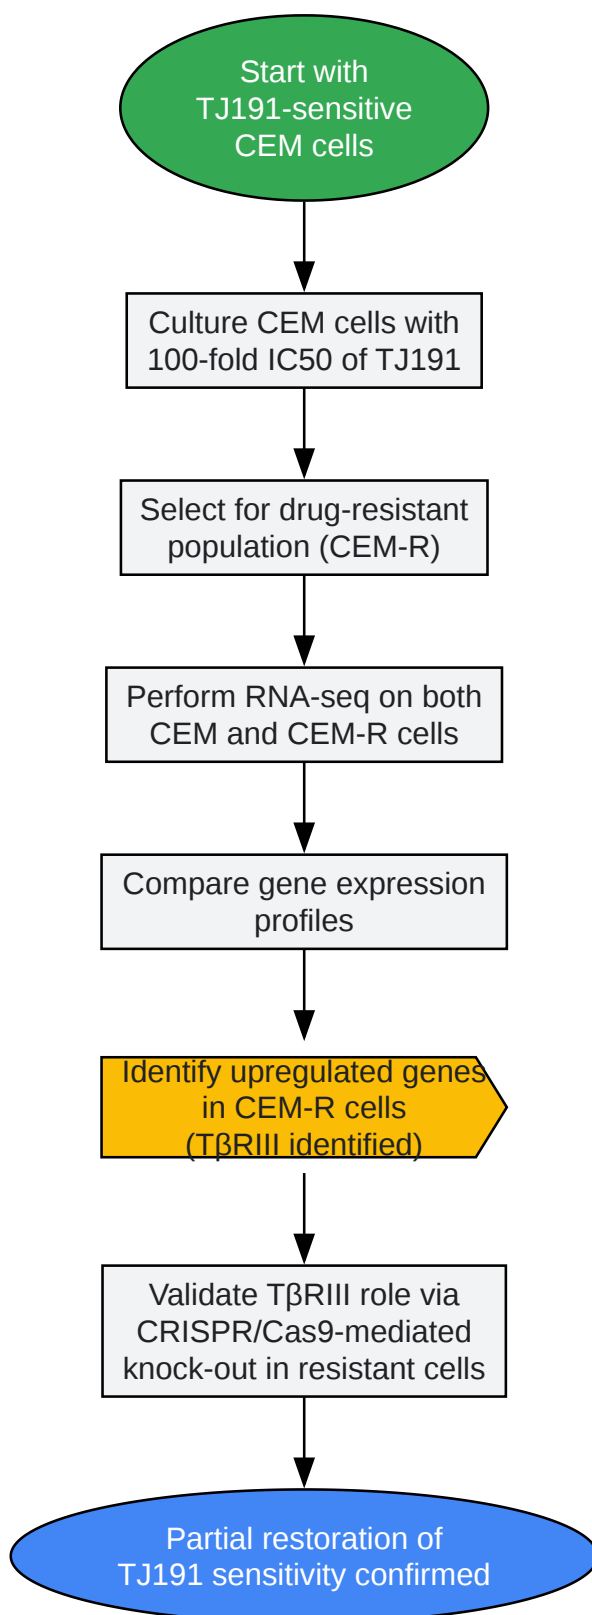 Start with
TJ191-sensitive
CEM cells
Culture CEM cells with
100-fold IC50 of TJ191
Select for drug-resistant
population (CEM-R)
Perform RNA-seq on both
CEM and CEM-R cells
Compare gene expression
profiles
Identify upregulated genes
in CEM-R cells
(TβRIII identified)
Validate TβRIII role via
CRISPR/Cas9-mediated
knock-out in resistant cells
Partial restoration of
TJ191 sensitivity confirmed